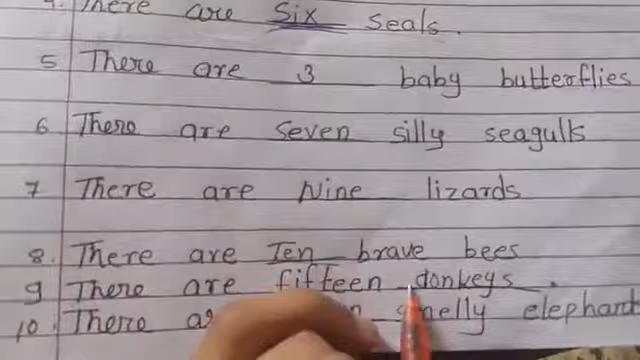 There are Six seals.
5 There are 3 baby butterflies
6 There are seven silly seagulls
7 There are Nine lizards
8. There are Ten brave bees
9 There are fifteen donkeys.
10. There smelly elephant